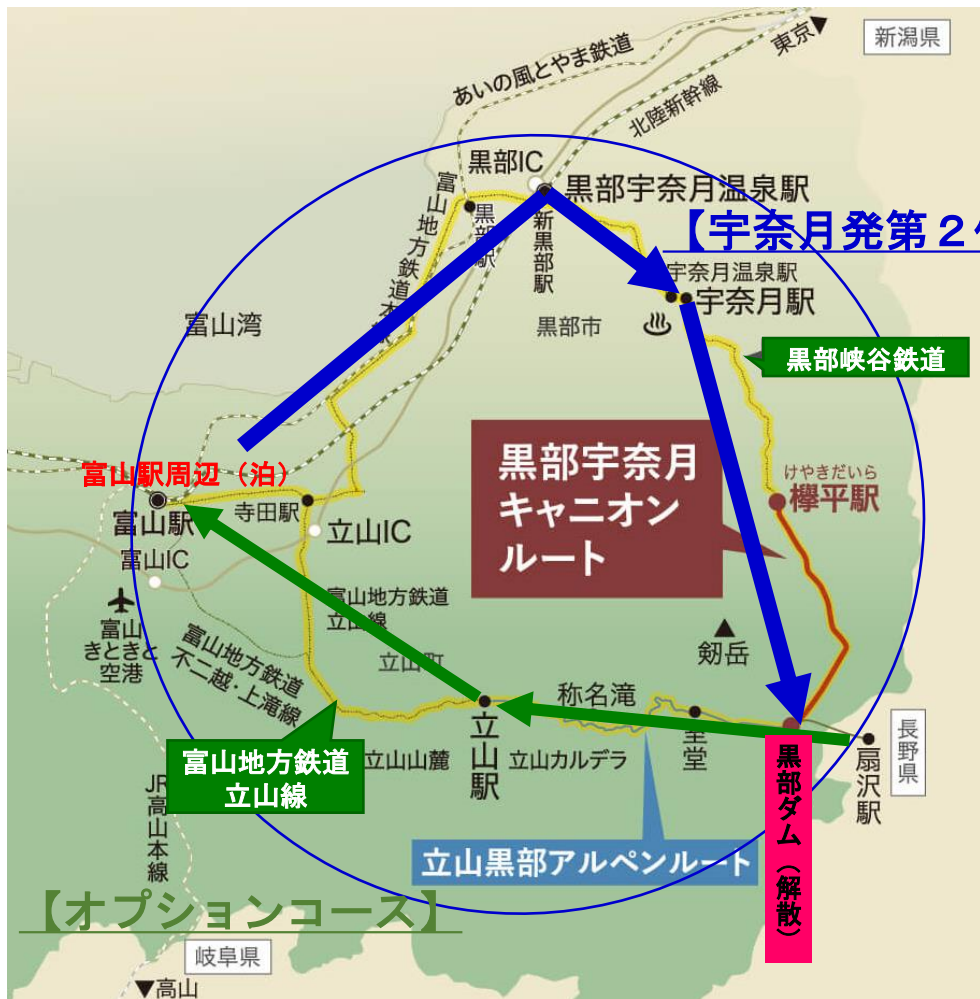 新潟県
東京
あいの風とやま鉄道
北陸新幹線
黒部IC
黒部宇奈月温泉駅
富山地方鉄道本線
黒部駅
新黒部駅
【宇奈月発第2
宇奈月温泉駅
宇奈月駅
富山湾
黒部市
黒部峡谷鉄道
黒部宇奈月
キャニオン
ルート
けやきだいら
欅平駅
富山駅周辺（泊）
富山駅
寺田駅
立山IC
富山IC
富山
きときと
空港
富山地方鉄道
立山線
富山地方鉄道
不二越・上滝線
立山町
剱岳
称名滝
室堂
立山駅
立山山麓
立山カルデラ
富山地方鉄道
立山線
黒部ダム（解散）
扇沢駅
長野県
JR高山本線
立山黒部アルペンルート
【オプションコース】
岐阜県
高山